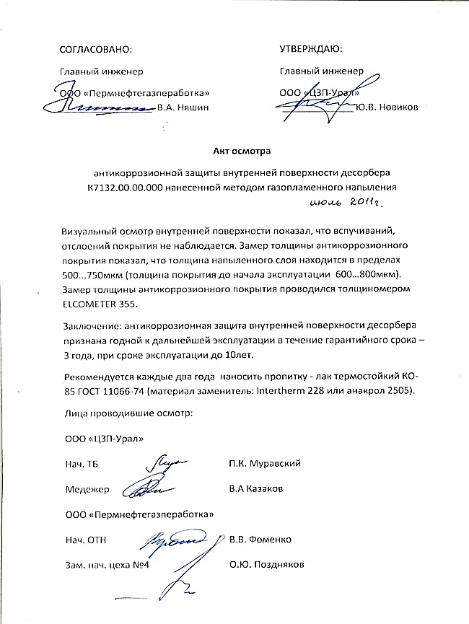 СОГЛАСОВАНО: УТВЕРЖДАЮ:
Главный инженер Главный инженер
ООО «Пермнефтегазпереработка» ООО «ЦЗП-Урал»
В.А. Няшин Ю.В. Новиков
Акт осмотра
антикоррозионной защиты внутренней поверхности десорбера
К7132.00.00.000 нанесенной методом газопламенного напыления
июль 2011г.
Визуальный осмотр внутренней поверхности показал, что вспучиваний,
отслоений покрытия не наблюдается. Замер толщины антикоррозионного
покрытия показал, что толщина напыленного слоя находится в пределах
500...750мкм (толщина покрытия до начала эксплуатации 600...800мкм).
Замер толщины антикоррозионного покрытия проводился толщиномером
ELCOMETER 355.
Заключение: антикоррозионная защита внутренней поверхности десорбера
признана годной к дальнейшей эксплуатации в течение гарантийного срока –
3 года, при сроке эксплуатации до 10лет.
Рекомендуется каждые два года наносить пропитку - лак термостойкий КО-
85 ГОСТ 11066-74 (материал заменитель: Intertherm 228 или анакрол 2505).
Лица проводившие осмотр:
ООО «ЦЗП-Урал»
Нач. ТБ П.К. Муравский
Медежер В.А Казаков
ООО «Пермнефтегазпереработка»
Нач. ОТН В.В. Фоменко
Зам. нач. цеха №4 О.Ю. Поздняков